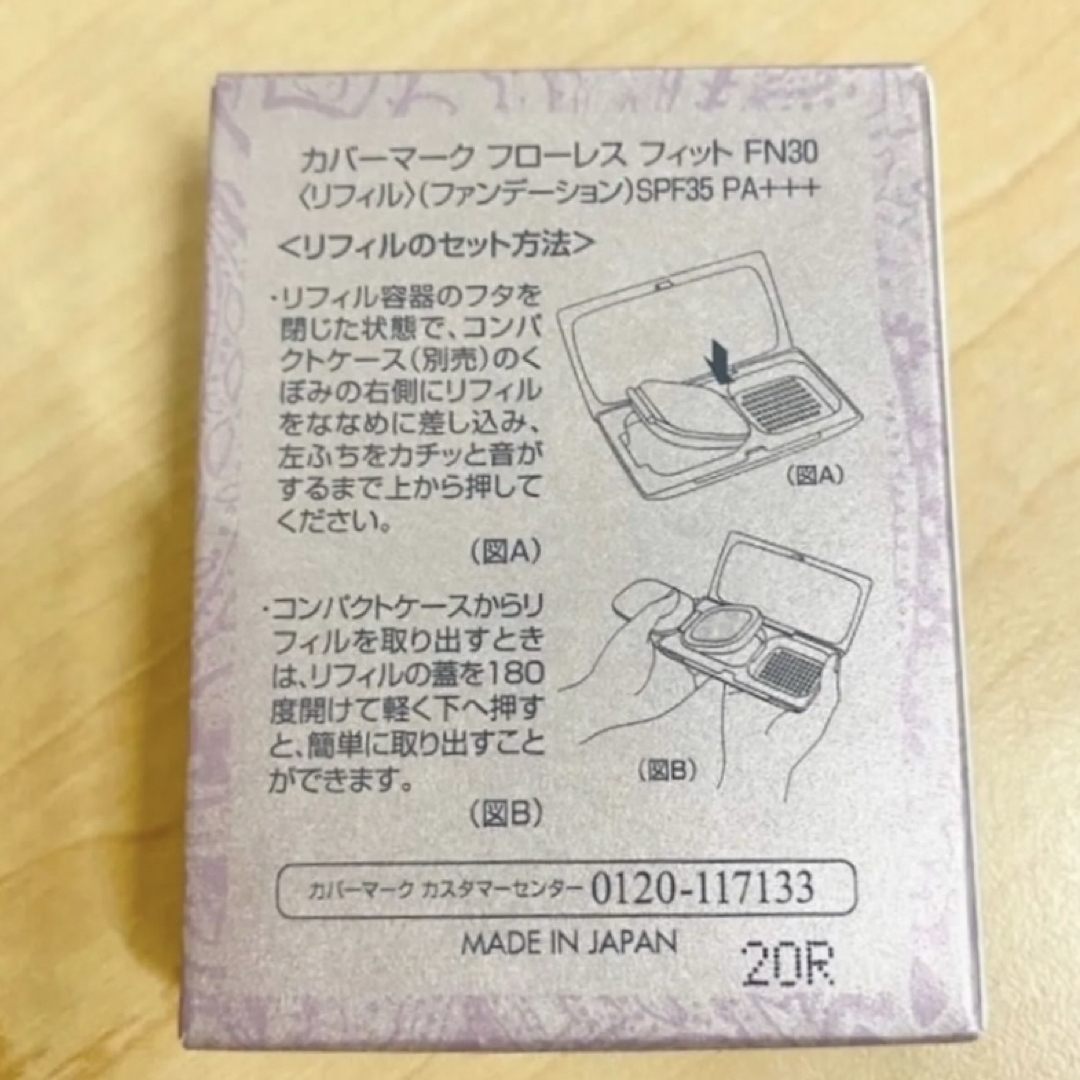 カバーマーク フローレス フィット FN30
〈リフィル〉(ファンデーション)SPF35 PA+++
<リフィルのセット方法>
・リフィル容器のフタを
閉じた状態で、コンパ
クトケース(別売)のく
ぼみの右側にリフィル
をななめに差し込み、
左ふちをカチッと音が
するまで上から押して
ください。
(図A)
(図A)
・コンパクトケースからリ
フィルを取り出すとき
は、リフィルの蓋を180
度開けて軽く下へ押す
と、簡単に取り出すこと
ができます。
(図B)
(図B)
カバーマーク カスタマーセンター 0120-117133
MADE IN JAPAN
20R